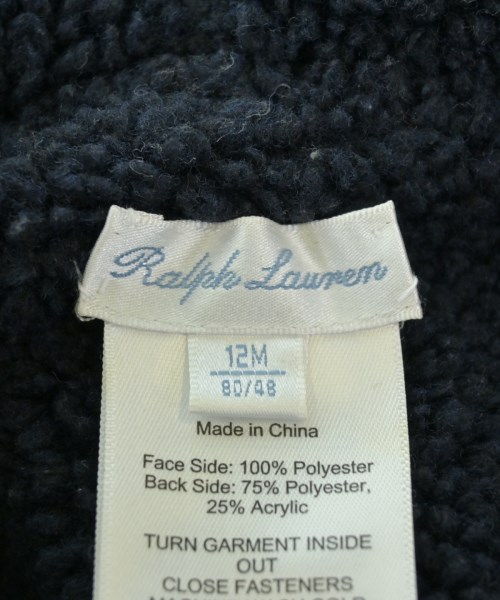 Ralph Lauren
12M
80/48
Made in China
Face Side: 100% Polyester
Back Side: 75% Polyester,
25% Acrylic
TURN GARMENT INSIDE
OUT
CLOSE FASTENERS